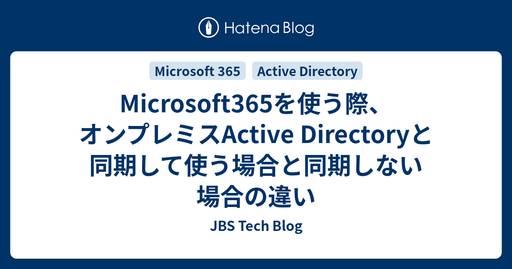 Hatena Blog
Microsoft 365 Active Directory
Microsoft365を使う際、
オンプレミスActive Directoryと
同期して使う場合と同期しない
場合の違い
JBS Tech Blog